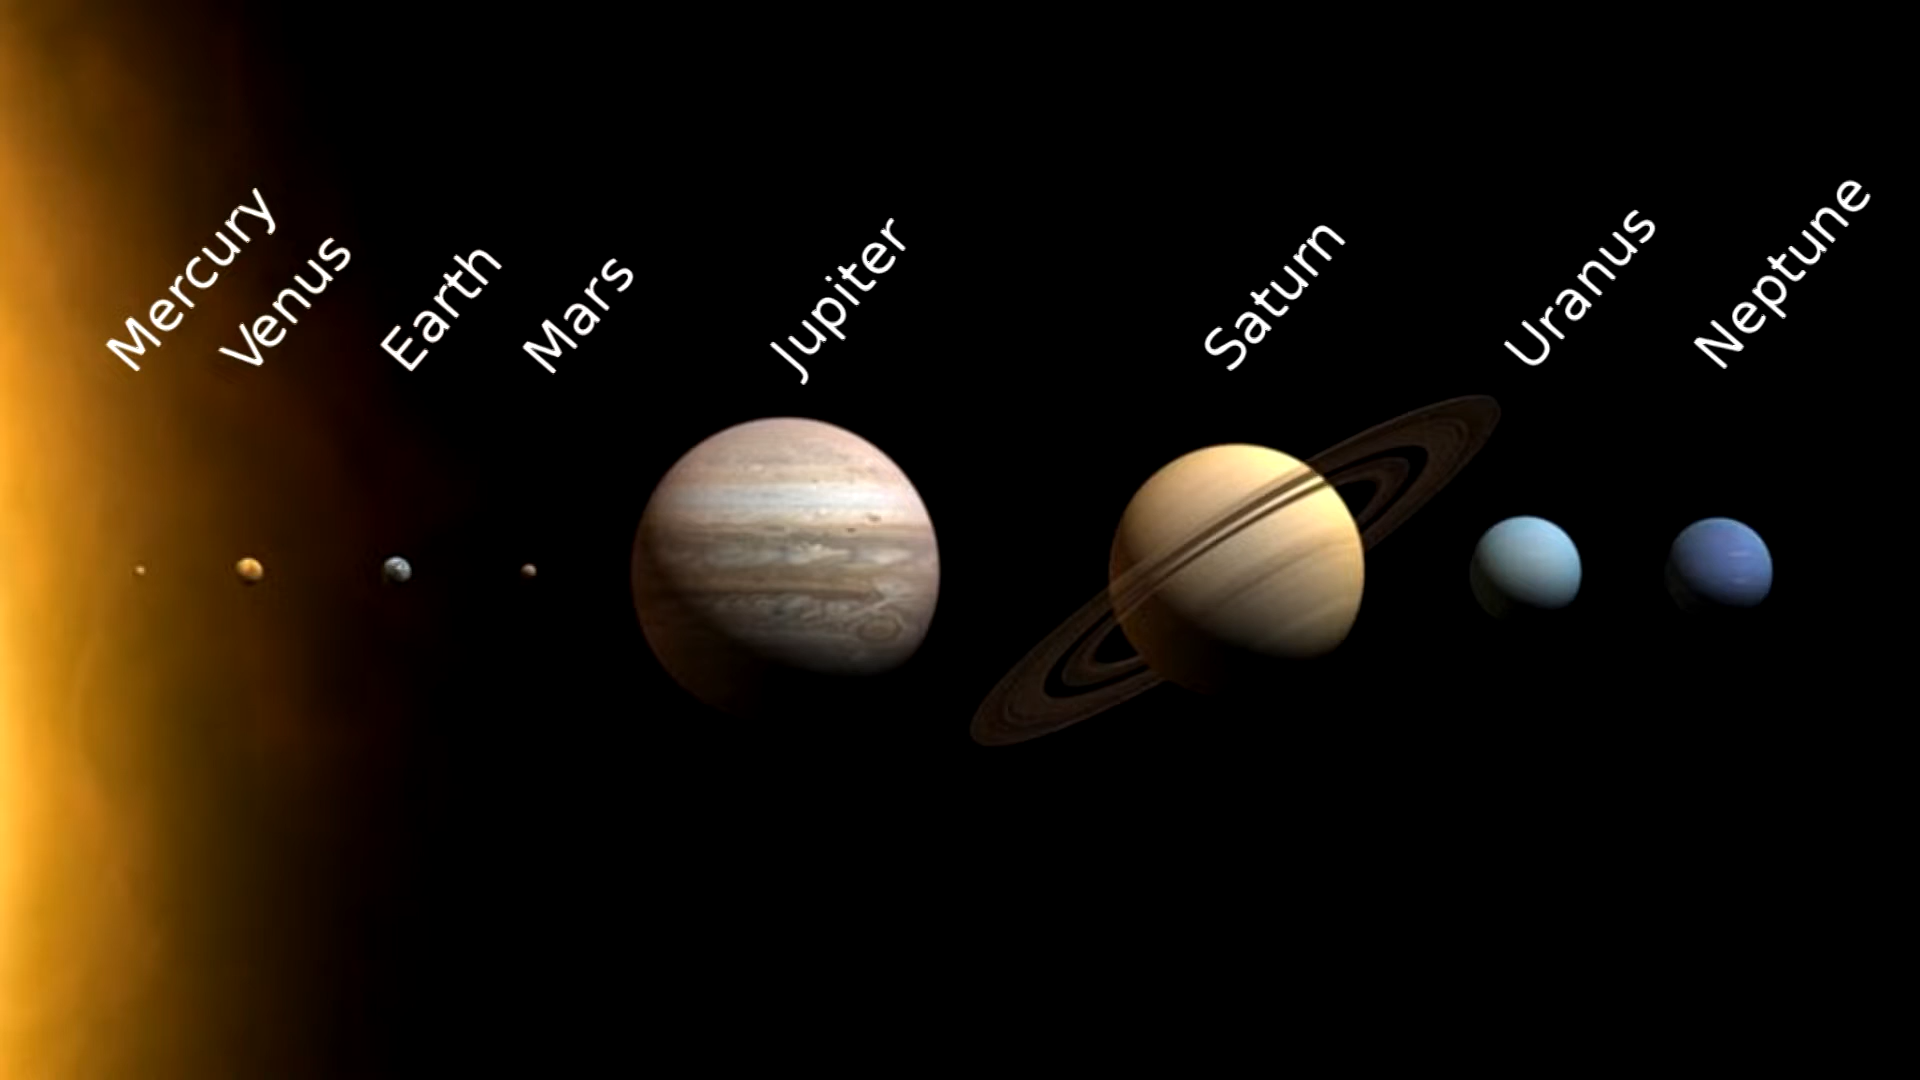 Mercury
Venus
Earth
Mars
Jupiter
Saturn
Uranus
Neptune